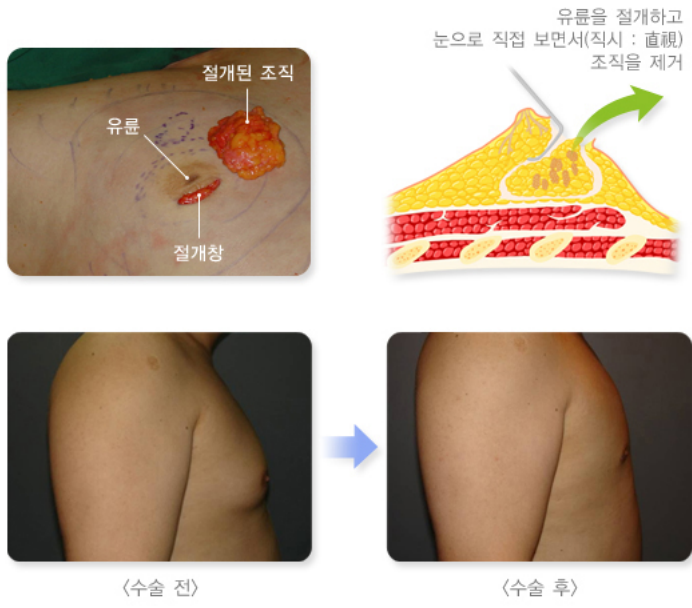 유륜을 절개하고
눈으로 직접 보면서(직시 : 直視)
조직을 제거
절개된 조직
유륜
절개창
〈수술 전〉
〈수술 후〉